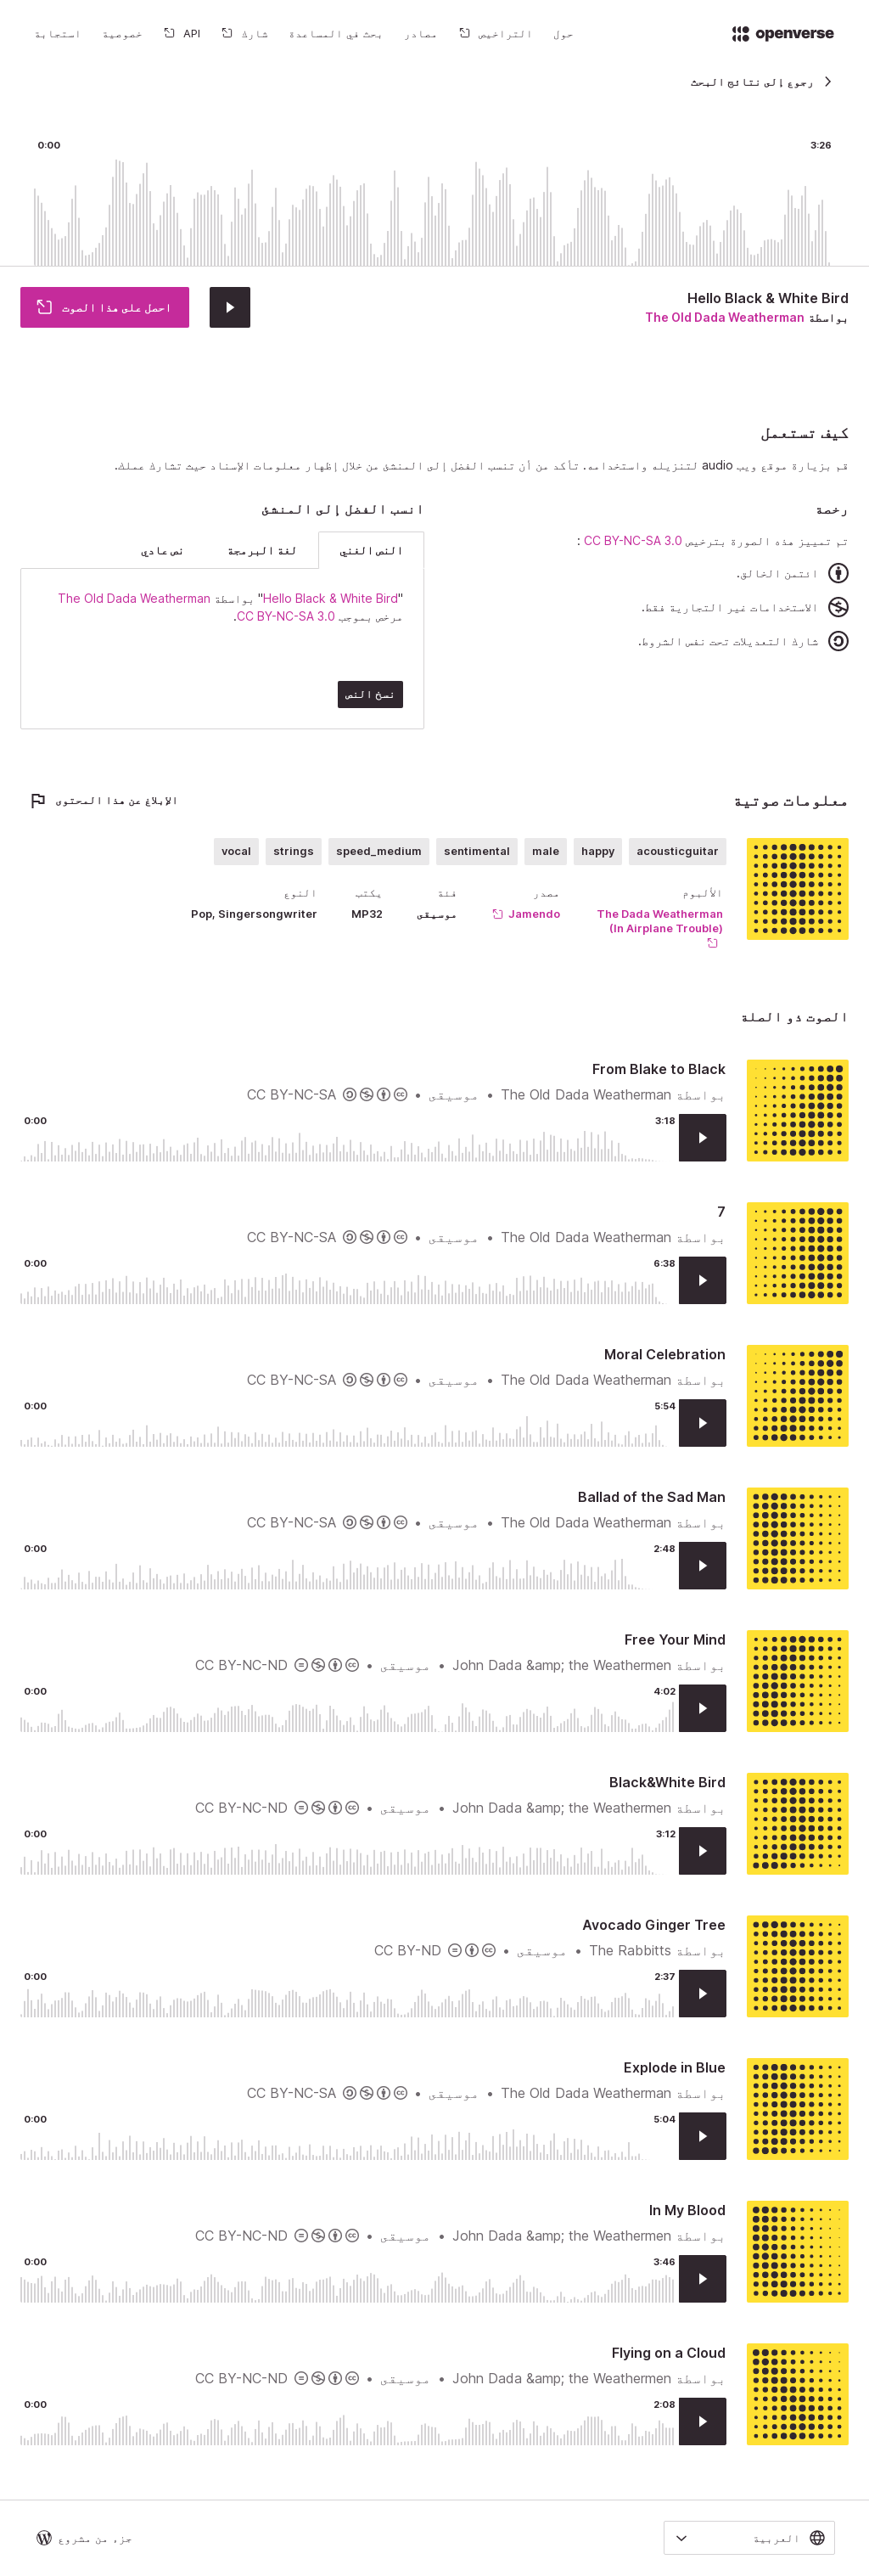 openverse
حول
التراخيص
مصادر
بحث في المساعدة
شارك
API
خصوصية
استجابة
رجوع إلى نتائج البحث
0:00
3:26
Hello Black & White Bird
بواسطة The Old Dada Weatherman
احصل على هذا الصوت
كيف تستعمل
قم بزيارة موقع ويب audio لتنزيله واستخدامه. تأكد من أن تنسب الفضل إلى المنشئ من خلال إظهار معلومات الإسناد حيث تشارك عملك.
رخصة
تم تمييز هذه الصورة بترخيص CC BY-NC-SA 3.0 :
ائتمن الخالق.
الاستخدامات غير التجارية فقط.
شارك التعديلات تحت نفس الشروط.
انسب الفضل إلى المنشئ
النص الغني
لغة البرمجة
نص عادي
"Hello Black & White Bird" بواسطة The Old Dada Weatherman
مرخص بموجب CC BY-NC-SA 3.0.
نسخ النص
معلومات صوتية
الإبلاغ عن هذا المحتوى
acousticguitar
happy
male
sentimental
speed_medium
strings
vocal
الألبوم
The Dada Weatherman
(In Airplane Trouble)
مصدر
Jamendo
فئة
موسيقى
يكتب
MP32
النوع
Pop, Singersongwriter
الصوت ذو الصلة
From Blake to Black
بواسطة The Old Dada Weatherman • موسيقى • CC BY-NC-SA
0:00
3:18
7
بواسطة The Old Dada Weatherman • موسيقى • CC BY-NC-SA
0:00
6:38
Moral Celebration
بواسطة The Old Dada Weatherman • موسيقى • CC BY-NC-SA
0:00
5:54
Ballad of the Sad Man
بواسطة The Old Dada Weatherman • موسيقى • CC BY-NC-SA
0:00
2:48
Free Your Mind
بواسطة John Dada &amp; the Weathermen • موسيقى • CC BY-NC-ND
0:00
4:02
Black&White Bird
بواسطة John Dada &amp; the Weathermen • موسيقى • CC BY-NC-ND
0:00
3:12
Avocado Ginger Tree
بواسطة The Rabbitts • موسيقى • CC BY-ND
0:00
2:37
Explode in Blue
بواسطة The Old Dada Weatherman • موسيقى • CC BY-NC-SA
0:00
5:04
In My Blood
بواسطة John Dada &amp; the Weathermen • موسيقى • CC BY-NC-ND
0:00
3:46
Flying on a Cloud
بواسطة John Dada &amp; the Weathermen • موسيقى • CC BY-NC-ND
0:00
2:08
العربية
جزء من مشروع